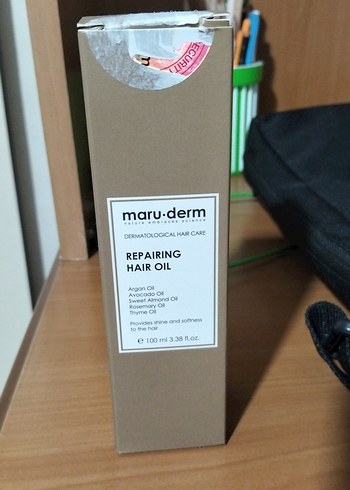 SECURITY
maru·derm
nature embraces science
DERMATOLOGICAL HAIR CARE
REPAIRING
HAIR OIL
Argan Oil
Avocado Oil
Sweet Almond Oil
Rosemary Oil
Thyme Oil
Provides shine and softness
to the hair
℮ 100 ml 3.38 fl.oz.